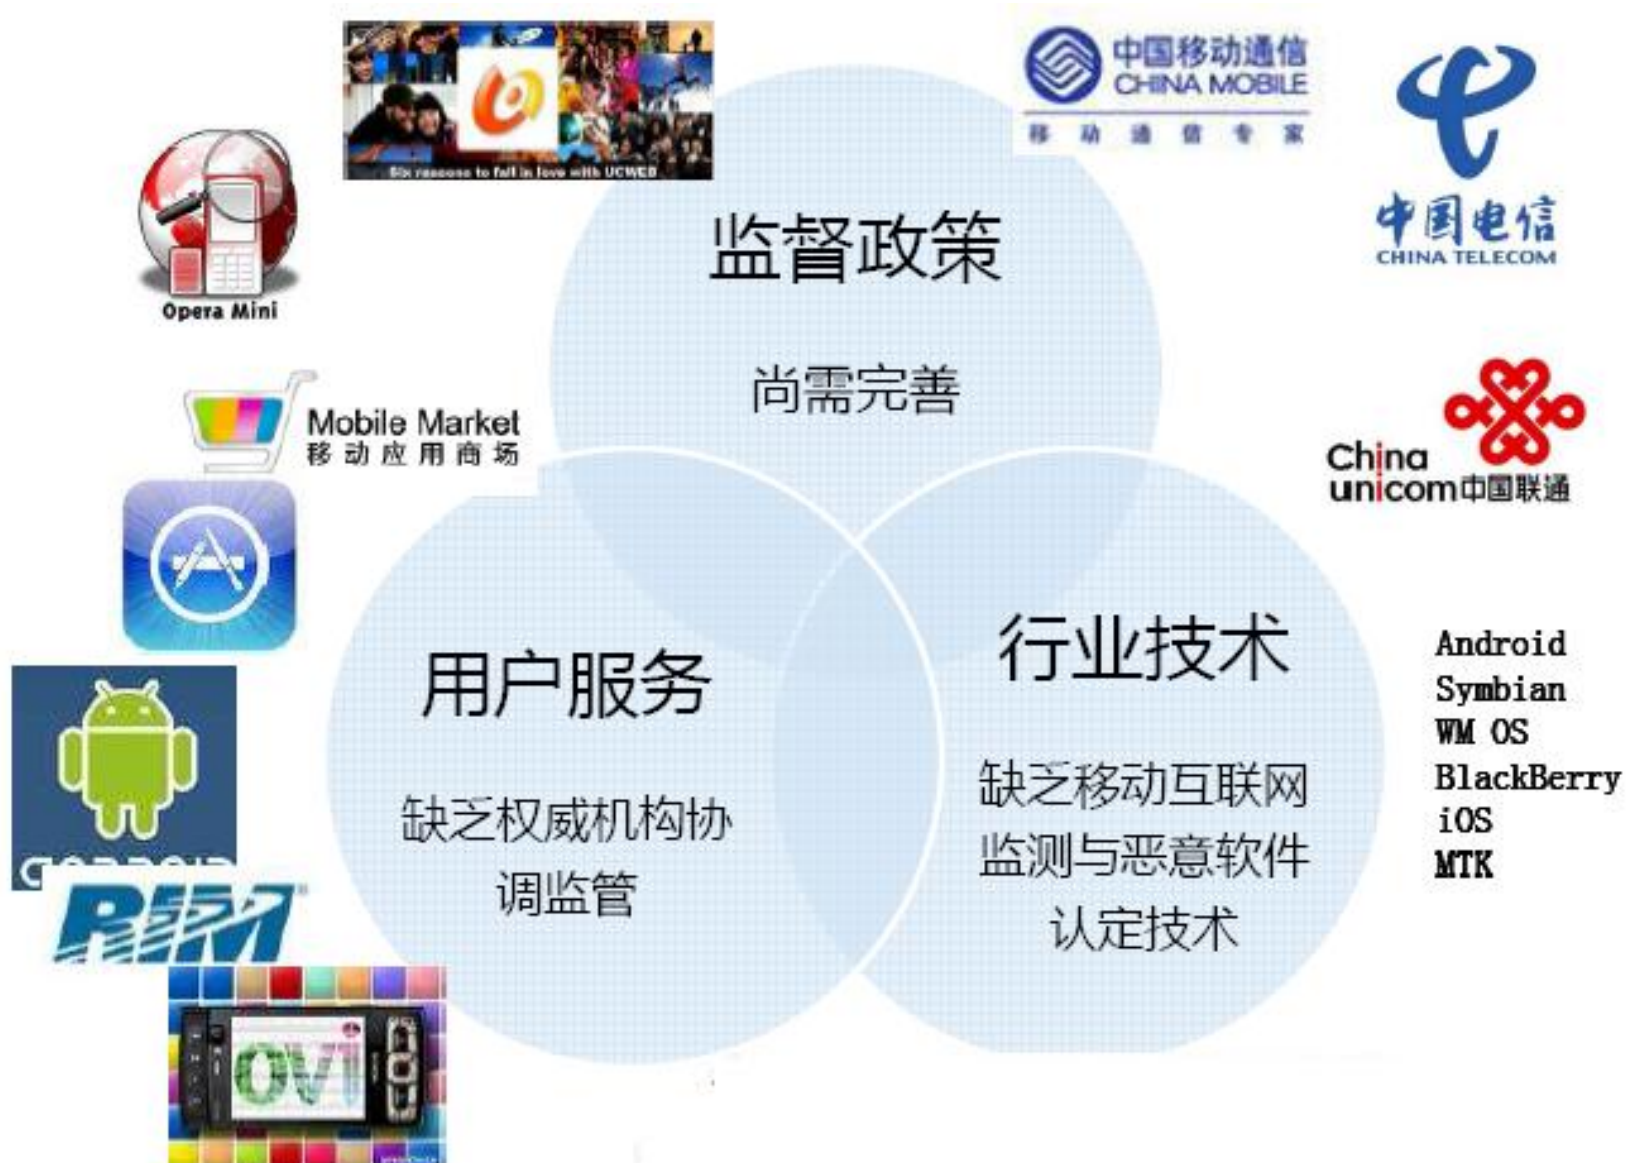 Six reasons to fall in love with UCWEB
中国移动通信
CHINA MOBILE
移动通信专家
中国电信
CHINA TELECOM
Opera Mini
监督政策
尚需完善
Mobile Market
移动应用商场
China
unicom中国联通
用户服务
缺乏权威机构协
调监管
行业技术
缺乏移动互联网
监测与恶意软件
认定技术
Android
Symbian
WM OS
BlackBerry
iOS
MTK
ANDROID
RIM®
OVI